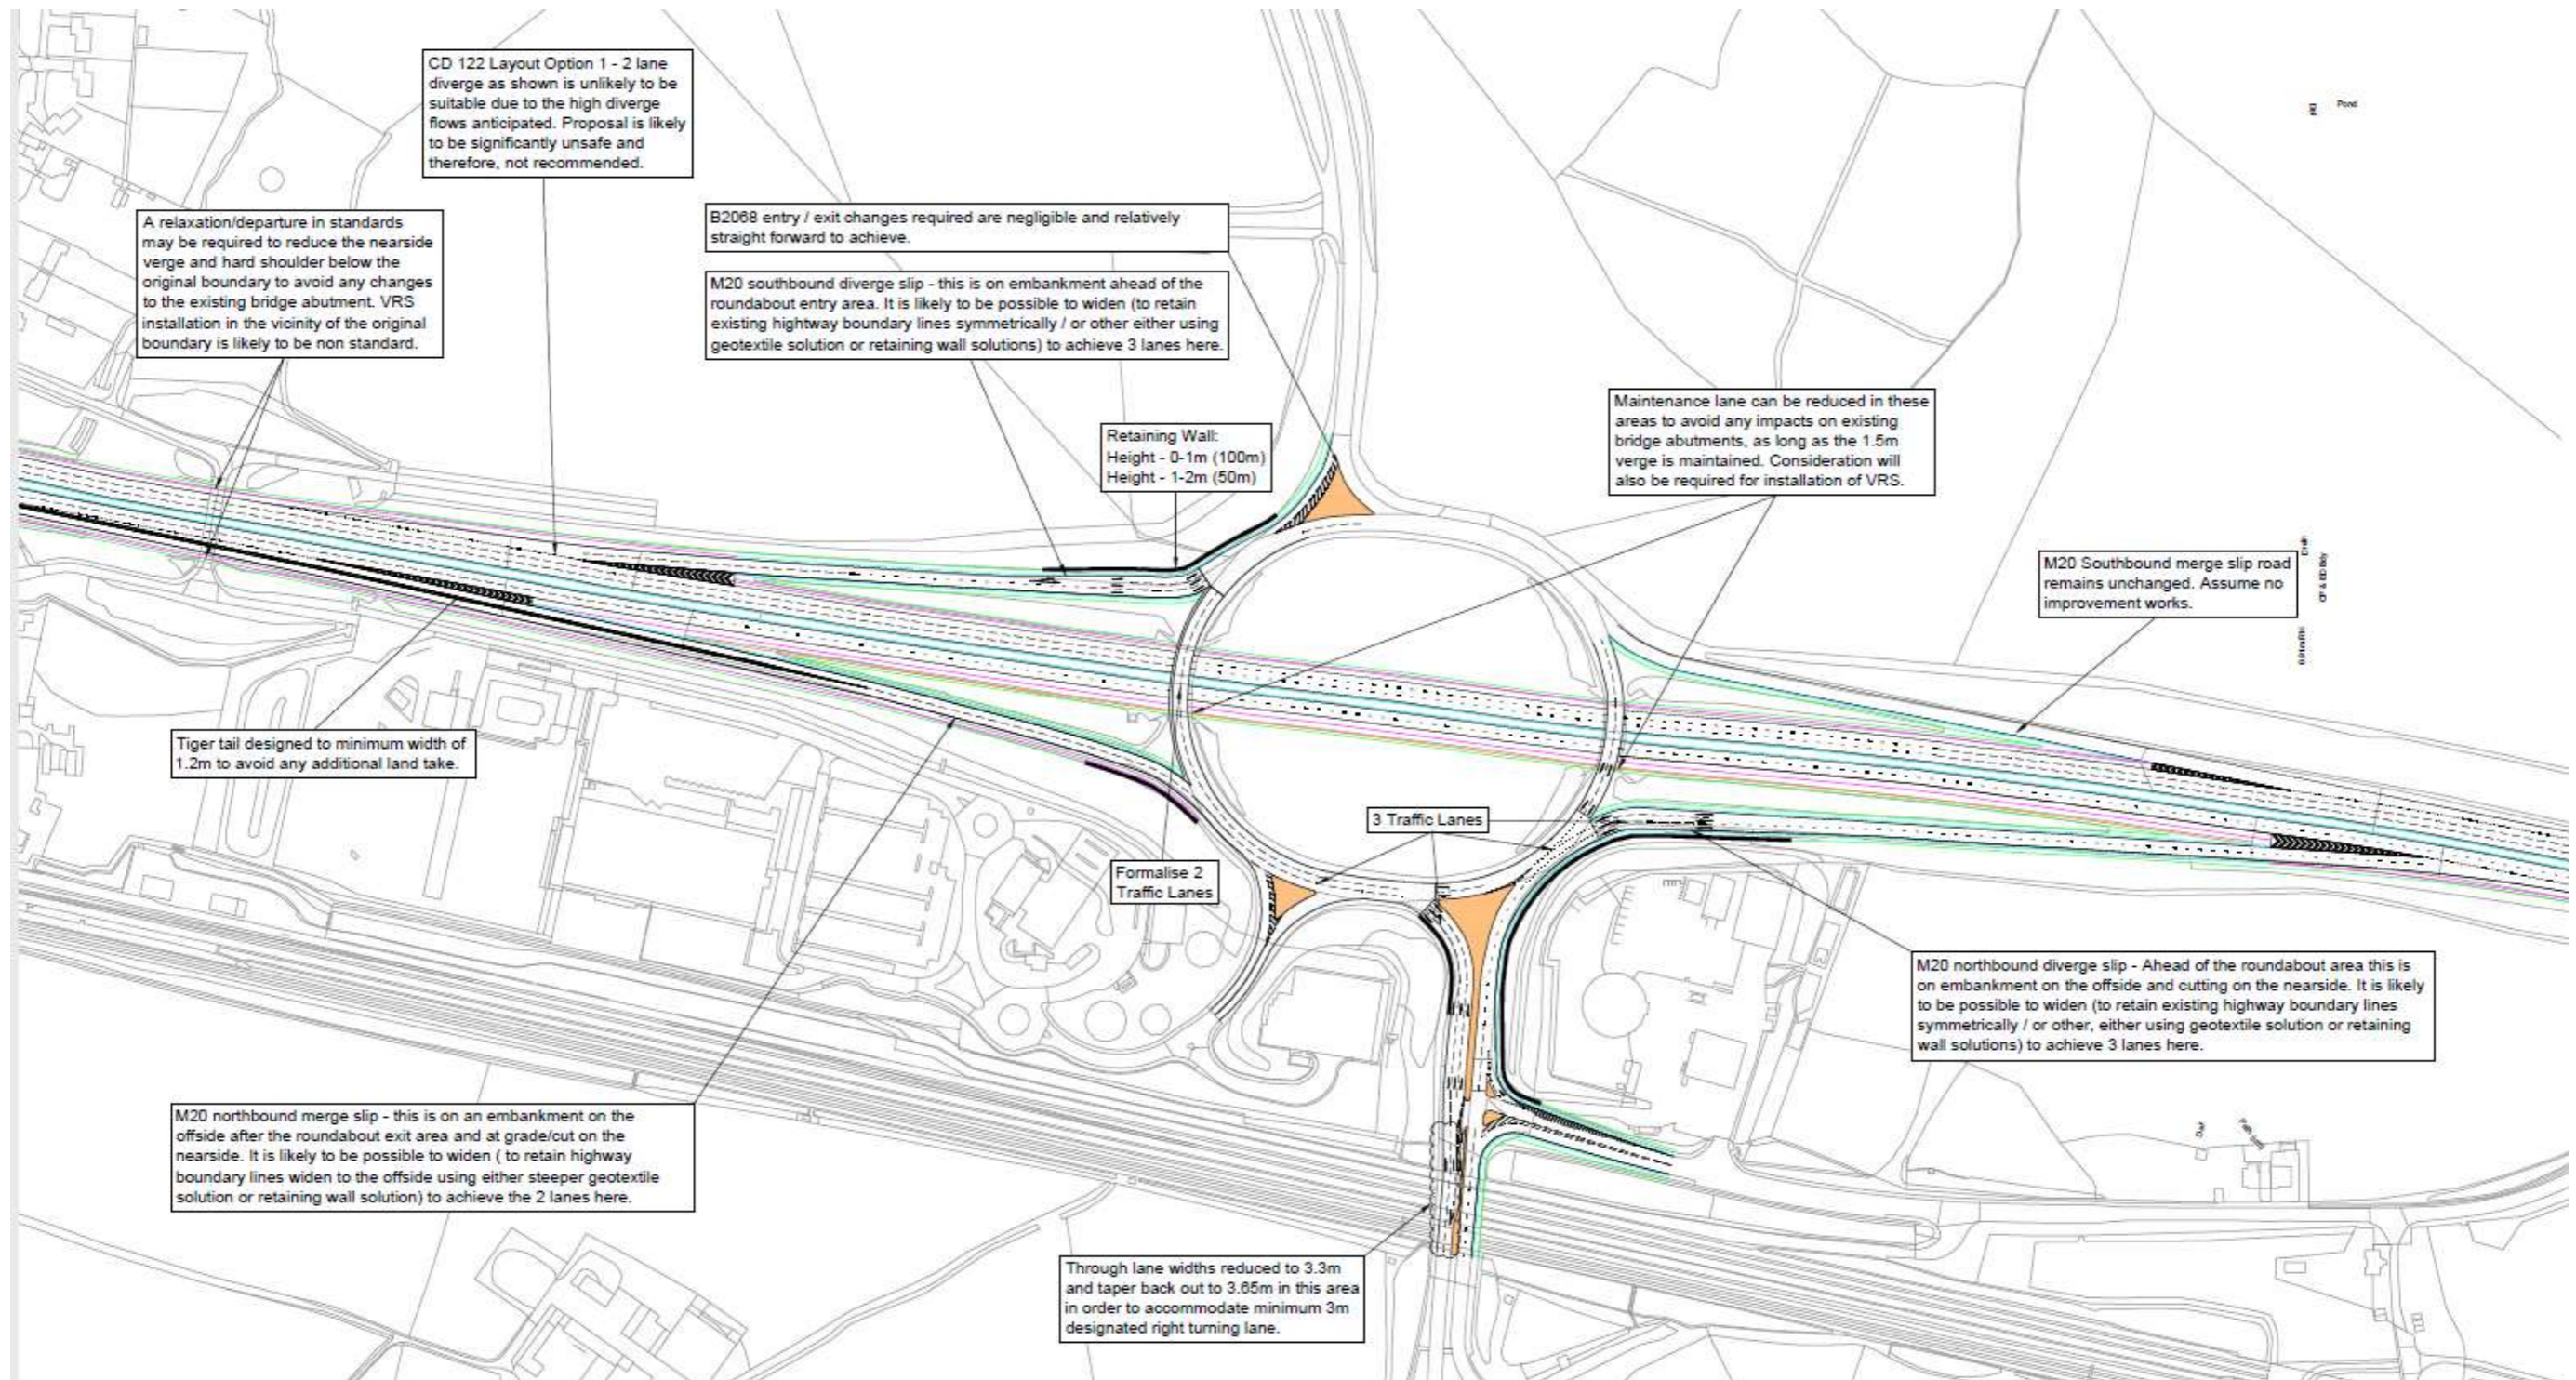 CD 122 Layout Option 1 - 2 lane
diverge as shown is unlikely to be
suitable due to the high diverge
flows anticipated. Proposal is likely
to be significantly unsafe and
therefore, not recommended.
Pond
A relaxation/departure in standards
may be required to reduce the nearside
verge and hard shoulder below the
original boundary to avoid any changes
to the existing bridge abutment. VRS
installation in the vicinity of the original
boundary is likely to be non standard.
B2068 entry / exit changes required are negligible and relatively
straight forward to achieve.
M20 southbound diverge slip - this is on embankment ahead of the
roundabout entry area. It is likely to be possible to widen (to retain
existing hightway boundary lines symmetrically / or other either using
geotextile solution or retaining wall solutions) to achieve 3 lanes here.
Retaining Wall:
Height - 0-1m (100m)
Height - 1-2m (50m)
Maintenance lane can be reduced in these
areas to avoid any impacts on existing
bridge abutments, as long as the 1.5m
verge is maintained. Consideration will
also be required for installation of VRS.
M20 Southbound merge slip road
remains unchanged. Assume no
improvement works.
Drain
Tiger tail designed to minimum width of
1.2m to avoid any additional land take.
3 Traffic Lanes
Formalise 2
Traffic Lanes
M20 northbound diverge slip - Ahead of the roundabout area this is
on embankment on the offside and cutting on the nearside. It is likely
to be possible to widen (to retain existing highway boundary lines
symmetrically / or other, either using geotextile solution or retaining
wall solutions) to achieve 3 lanes here.
M20 northbound merge slip - this is on an embankment on the
offside after the roundabout exit area and at grade/cut on the
nearside. It is likely to be possible to widen ( to retain highway
boundary lines widen to the offside using either steeper geotextile
solution or retaining wall solution) to achieve the 2 lanes here.
Through lane widths reduced to 3.3m
and taper back out to 3.65m in this area
in order to accommodate minimum 3m
designated right turning lane.